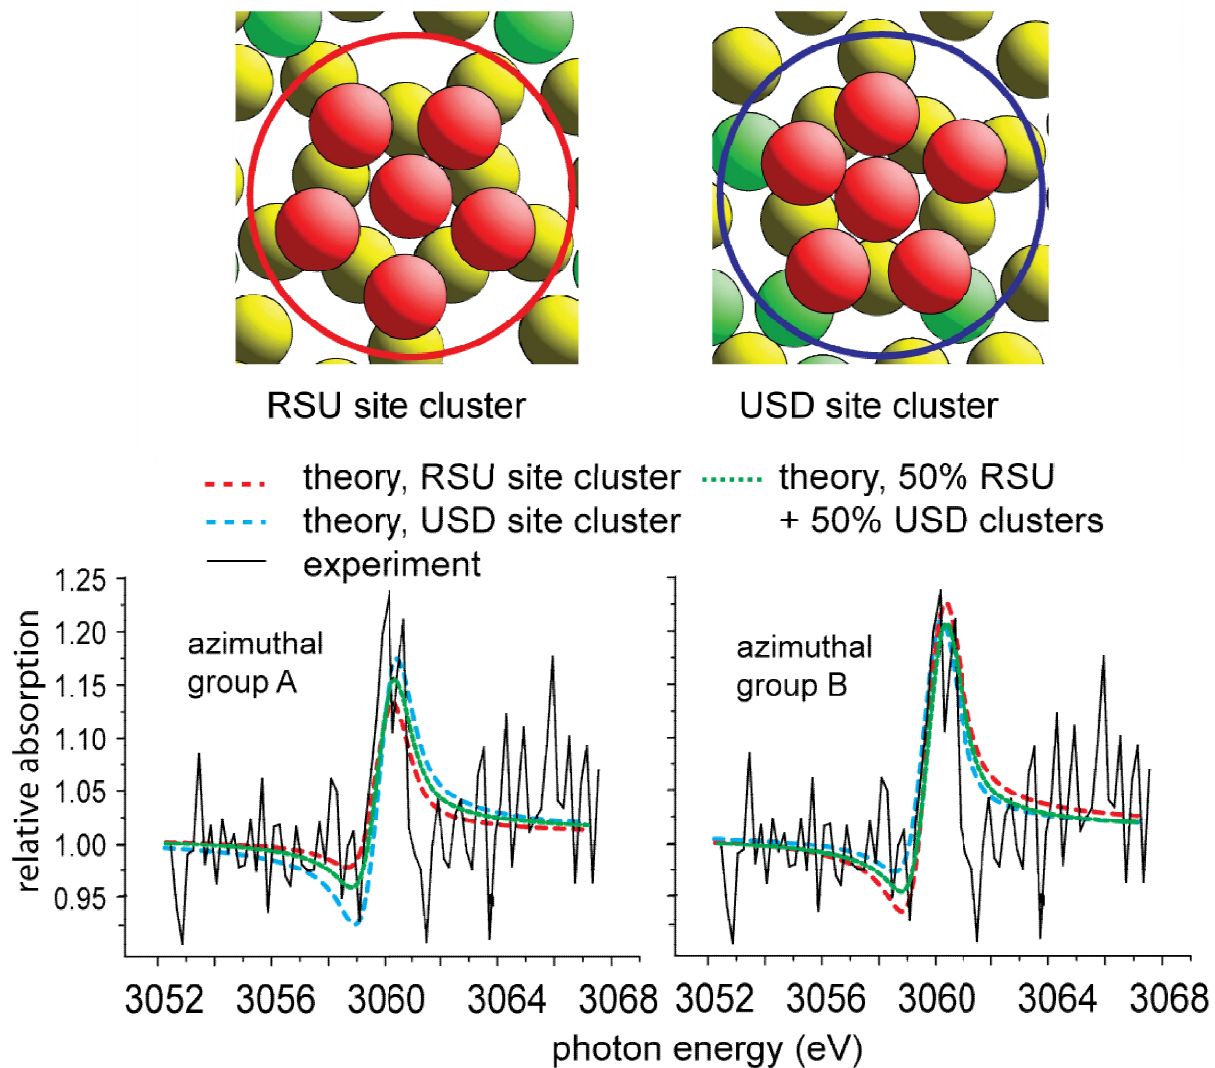 RSU site cluster
USD site cluster
theory, RSU site cluster
theory, USD site cluster
experiment
theory, 50% RSU
+ 50% USD clusters
relative absorption
1.25
1.20
1.15
1.10
1.05
1.00
0.95
azimuthal
group A
azimuthal
group B
3052 3056 3060 3064 3068
3052 3056 3060 3064 3068
photon energy (eV)